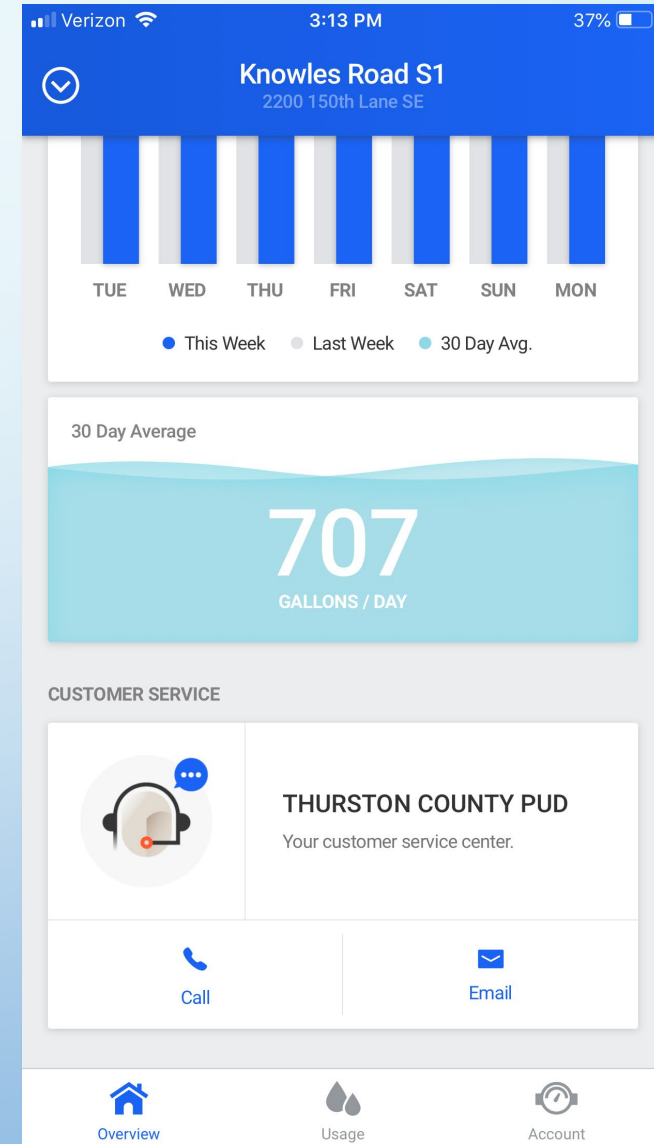 Verizon 3:13 PM 37%
Knowles Road S1
2200 150th Lane SE
TUE WED THU FRI SAT SUN MON
This Week Last Week 30 Day Avg.
30 Day Average
707
GALLONS / DAY
CUSTOMER SERVICE
THURSTON COUNTY PUD
Your customer service center.
Call Email
Overview Usage Account